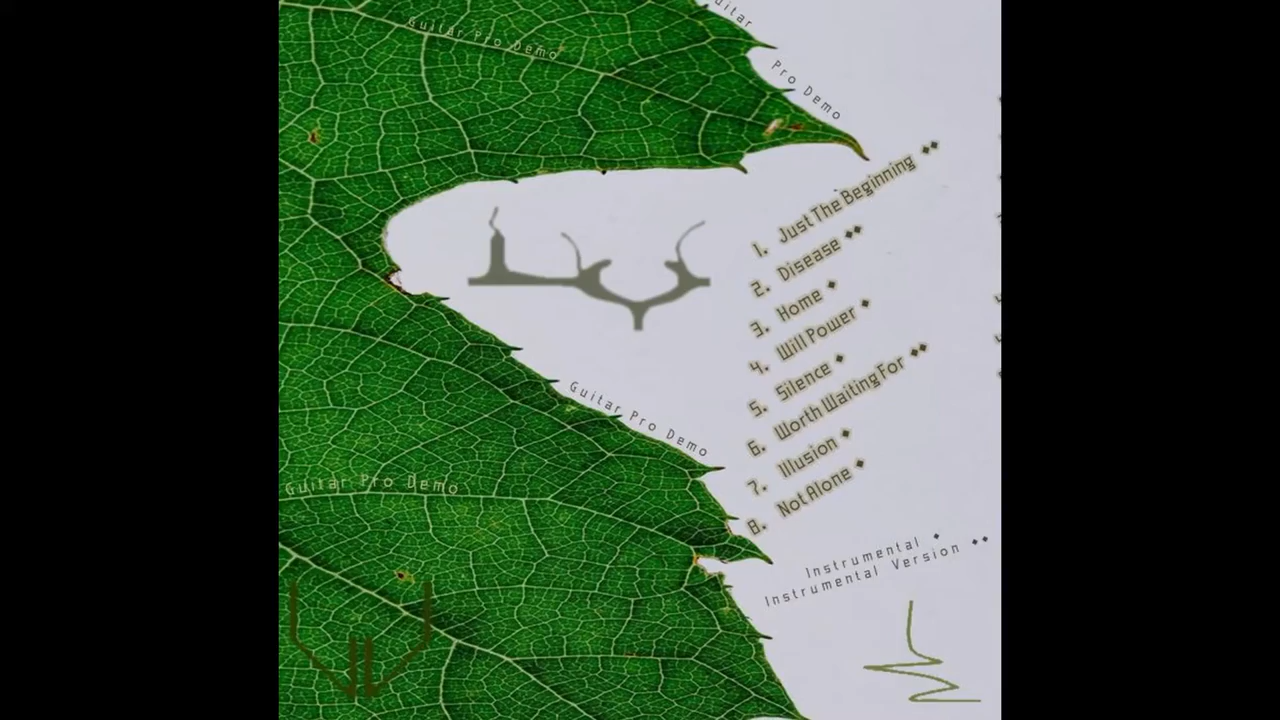 Guitar Pro Demo
Guitar Pro Demo
1. Just The Beginning ◆◆
2. Disease ◆◆
3. Home ◆
4. Will Power ◆
5. Silence ◆
6. Worth Waiting For ◆◆
7. Illusion ◆
8. Not Alone ◆
Guitar Pro Demo
Guitar Pro Demo
Instrumental ◆
Instrumental Version ◆◆